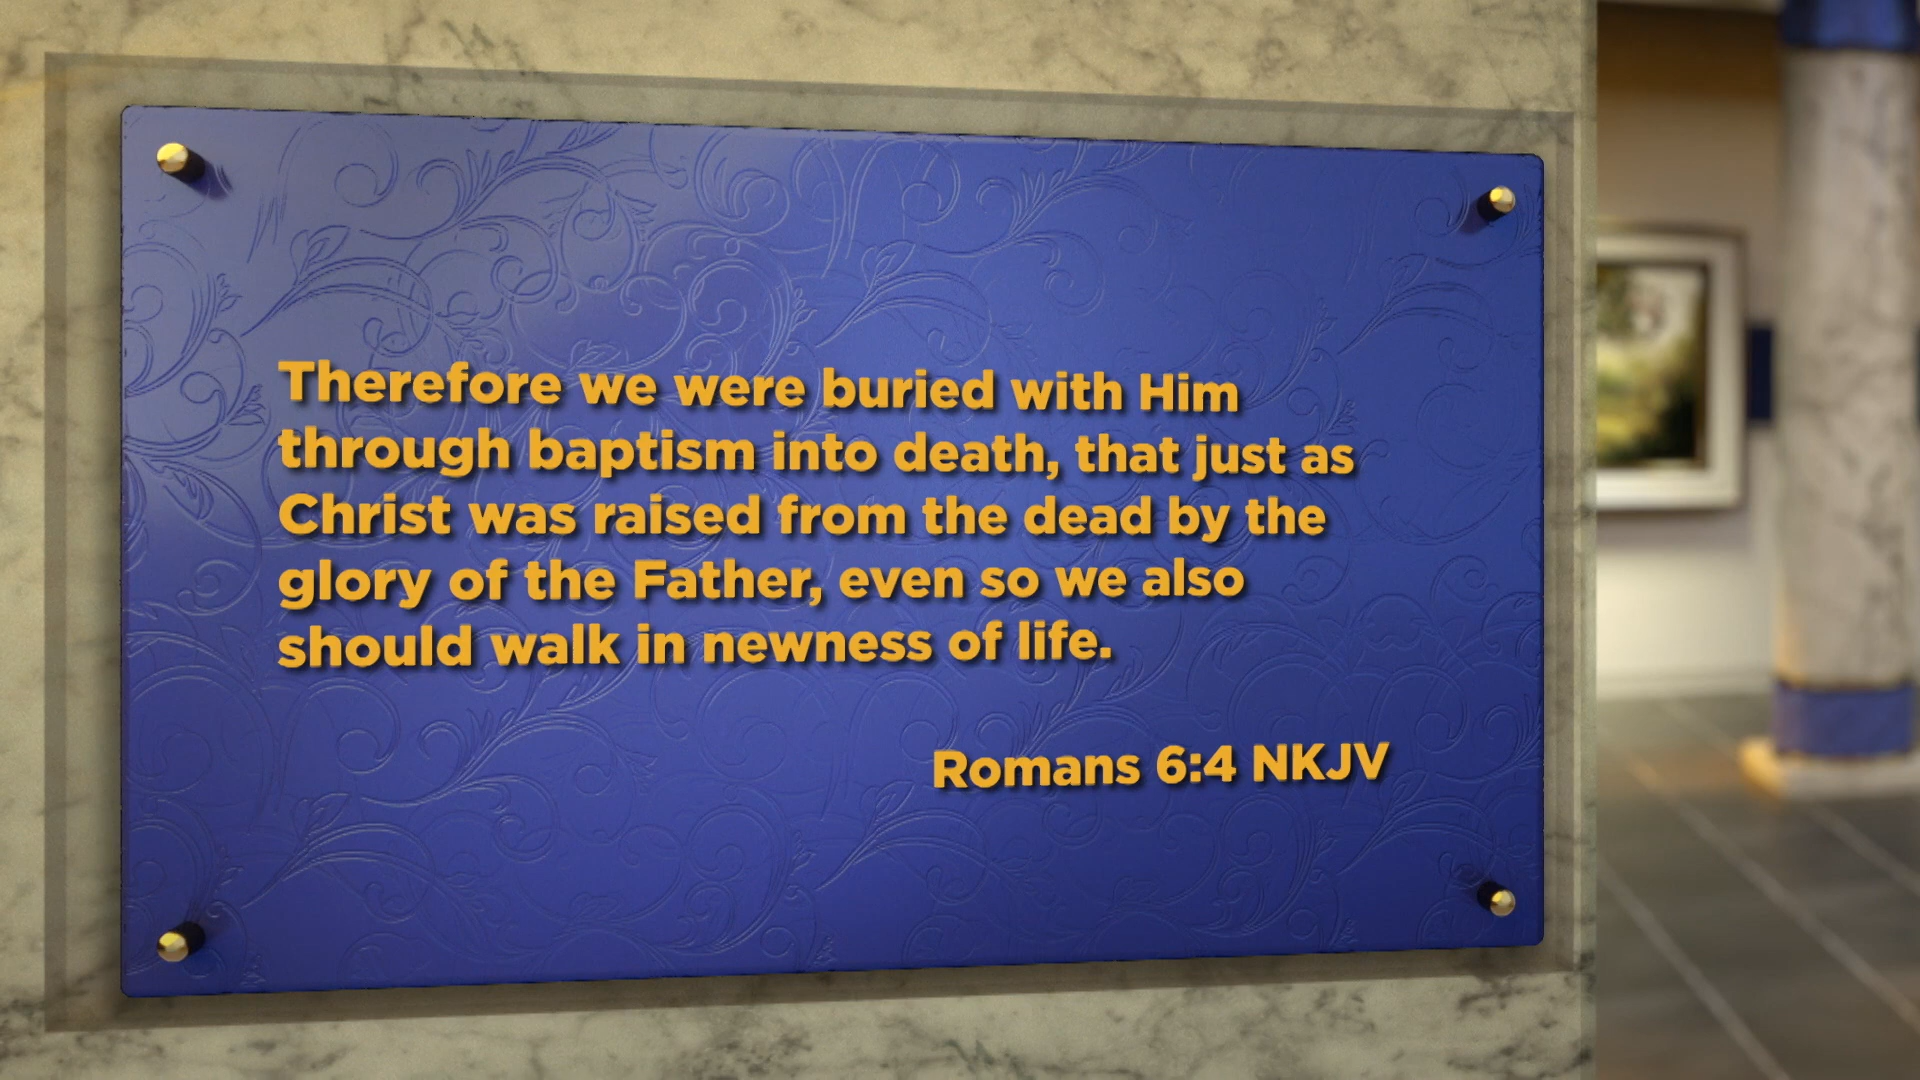 Therefore we were buried with Him
through baptism into death, that just as
Christ was raised from the dead by the
glory of the Father, even so we also
should walk in newness of life.
Romans 6:4 NKJV